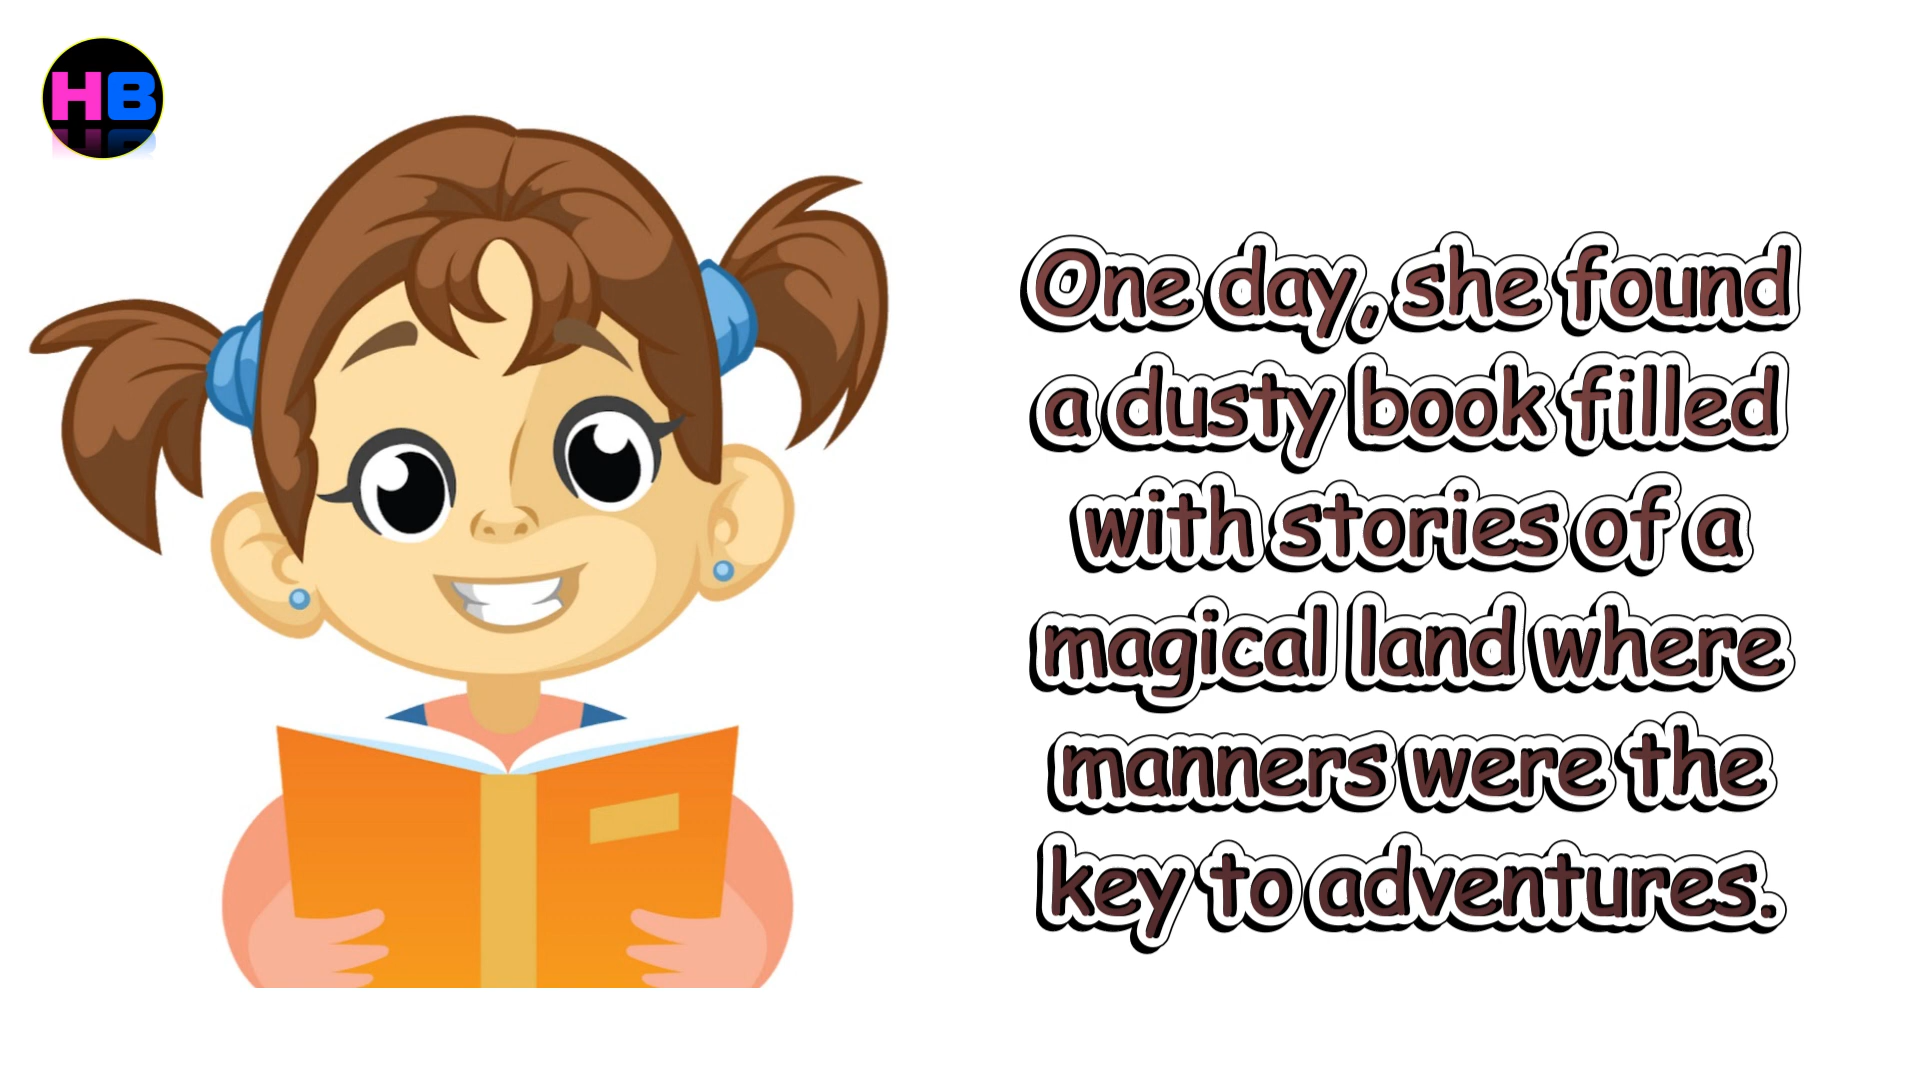 HB
One day, she found
a dusty book filled
with stories of a
magical land where
manners were the
key to adventures.